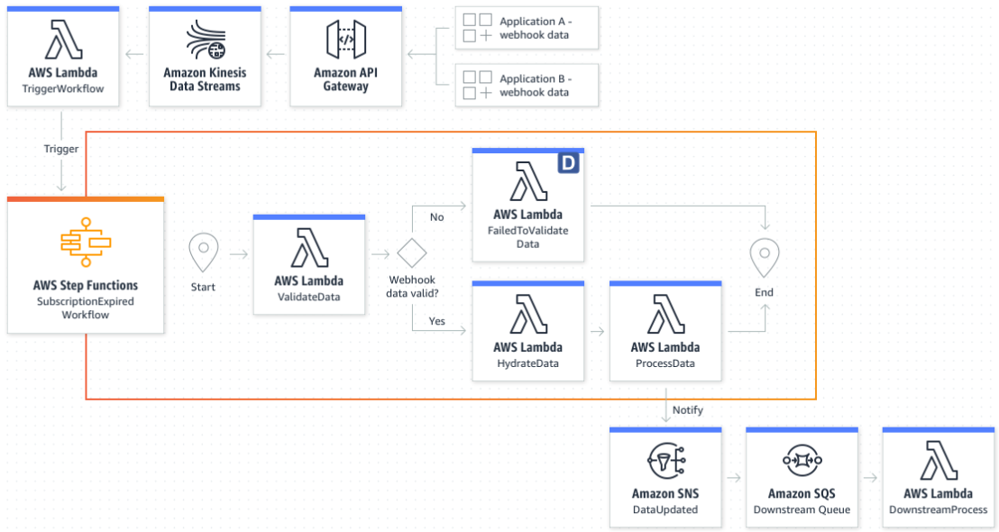 AWS Lambda
TriggerWorkflow
Amazon Kinesis
Data Streams
Amazon API
Gateway
Application A -
webhook data
Application B -
webhook data
Trigger
AWS Step Functions
SubscriptionExpired
Workflow
Start
AWS Lambda
ValidateData
Webhook
data valid?
No
D
AWS Lambda
FailedToValidate
Data
Yes
AWS Lambda
HydrateData
AWS Lambda
ProcessData
End
Notify
Amazon SNS
DataUpdated
Amazon SQS
Downstream Queue
AWS Lambda
DownstreamProcess